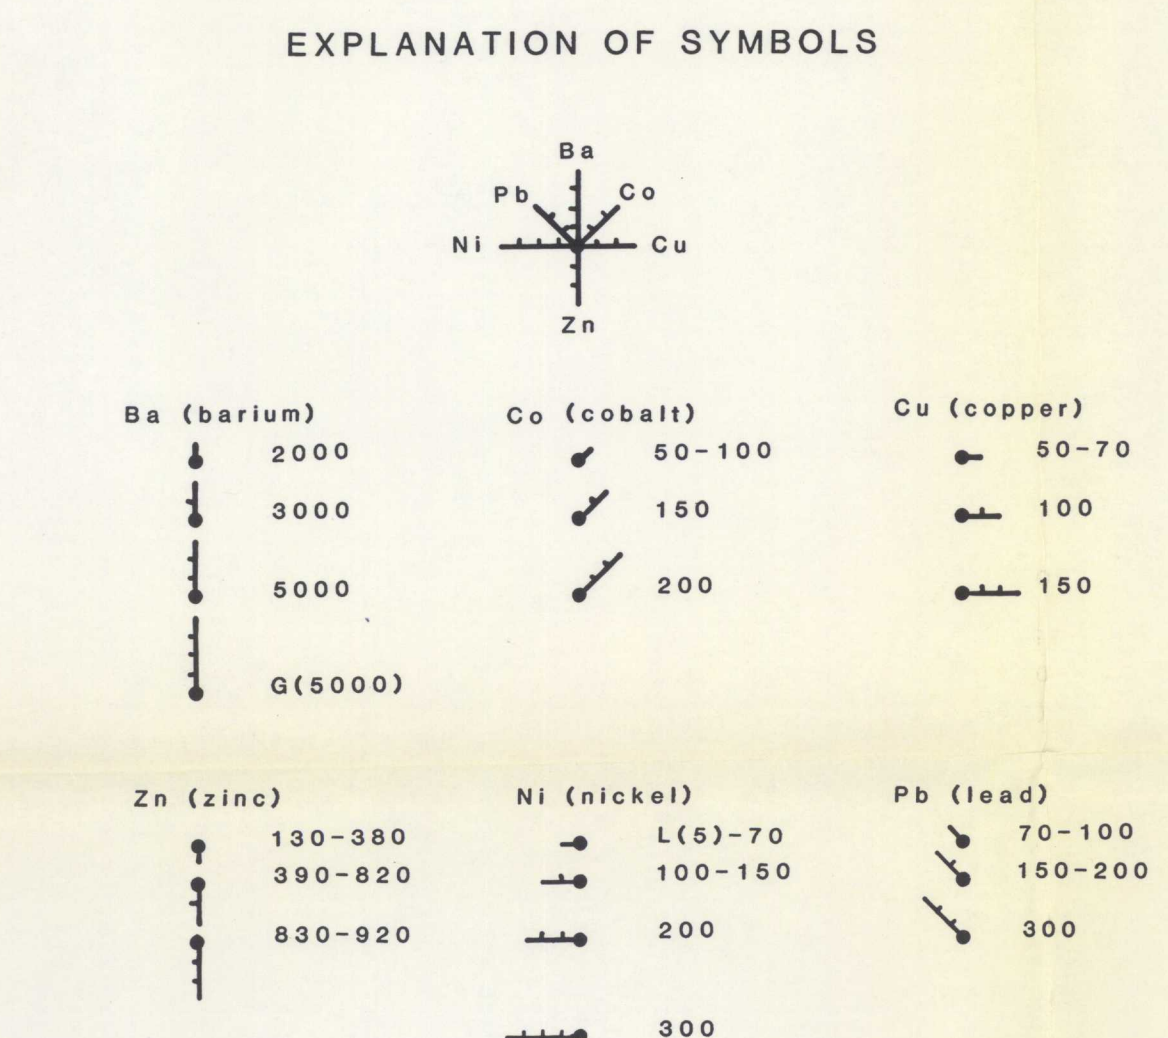 EXPLANATION OF SYMBOLS
Ba
Pb
Co
Ni
Cu
Zn
Ba (barium)
2000
3000
5000
G(5000)
Co (cobalt)
50-100
150
200
Cu (copper)
50-70
100
150
Zn (zinc)
130-380
390-820
830-920
Ni (nickel)
L(5)-70
100-150
200
300
Pb (lead)
70-100
150-200
300